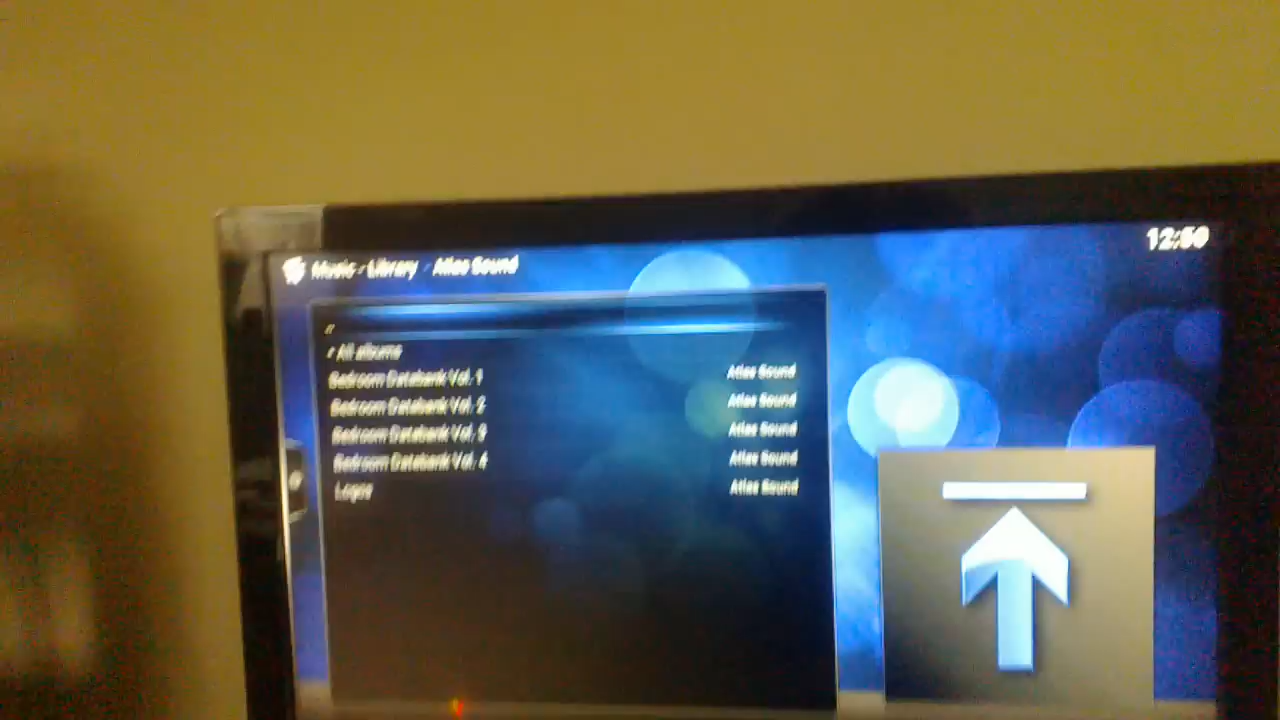 Music - Library / Atlas Sound
12:50
..
* All albums
Bedroom Databank Vol. 1 Atlas Sound
Bedroom Databank Vol. 2 Atlas Sound
Bedroom Databank Vol. 3 Atlas Sound
Bedroom Databank Vol. 4 Atlas Sound
Logos Atlas Sound